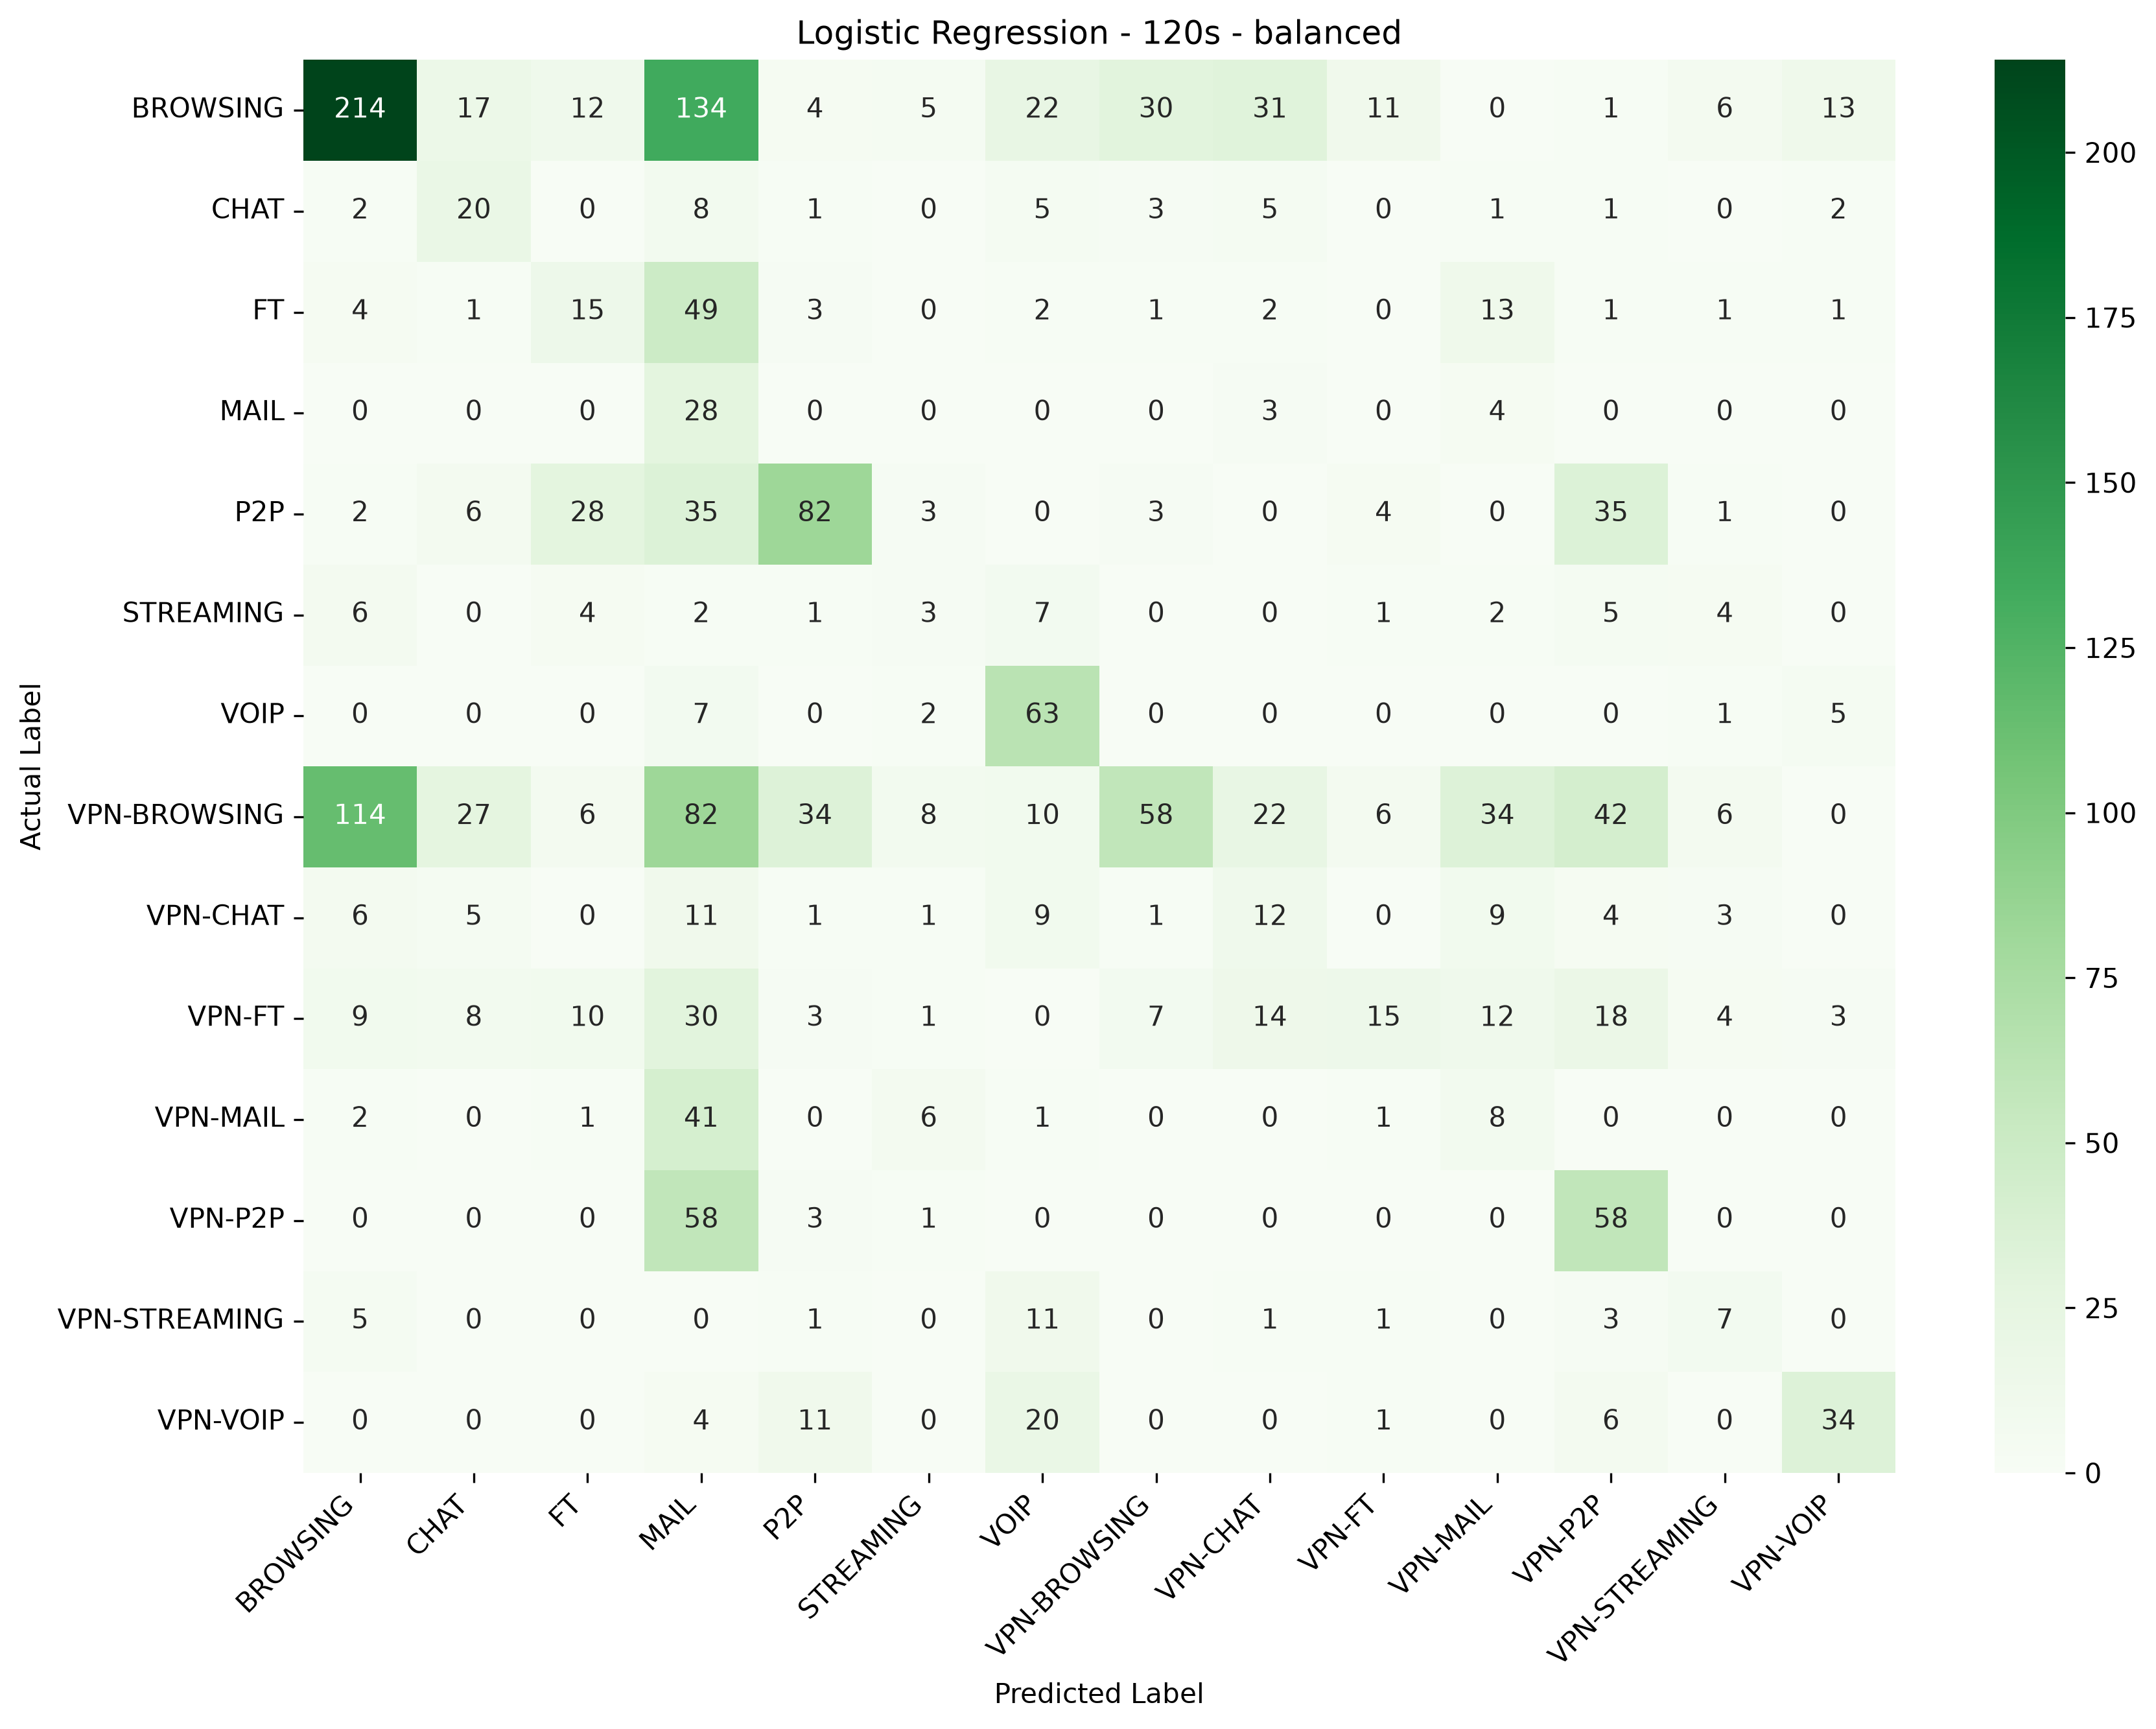 Logistic Regression - 120s - balanced
BROWSING 214 17 12 134 4 5 22 30 31 11 0 1 6 13
CHAT 2 20 0 8 1 0 5 3 5 0 1 1 0 2
FT 4 1 15 49 3 0 2 1 2 0 13 1 1 1
MAIL 0 0 0 28 0 0 0 0 3 0 4 0 0 0
P2P 2 6 28 35 82 3 0 3 0 4 0 35 1 0
STREAMING 6 0 4 2 1 3 7 0 0 1 2 5 4 0
VOIP 0 0 0 7 0 2 63 0 0 0 0 0 1 5
VPN-BROWSING 114 27 6 82 34 8 10 58 22 6 34 42 6 0
VPN-CHAT 6 5 0 11 1 1 9 1 12 0 9 4 3 0
VPN-FT 9 8 10 30 3 1 0 7 14 15 12 18 4 3
VPN-MAIL 2 0 1 41 0 6 1 0 0 1 8 0 0 0
VPN-P2P 0 0 0 58 3 1 0 0 0 0 0 58 0 0
VPN-STREAMING 5 0 0 0 1 0 11 0 1 1 0 3 7 0
VPN-VOIP 0 0 0 4 11 0 20 0 0 1 0 6 0 34
BROWSING CHAT FT MAIL P2P STREAMING VOIP VPN-BROWSING VPN-CHAT VPN-FT VPN-MAIL VPN-P2P VPN-STREAMING VPN-VOIP
Predicted Label
Actual Label
200
175
150
125
100
75
50
25
0